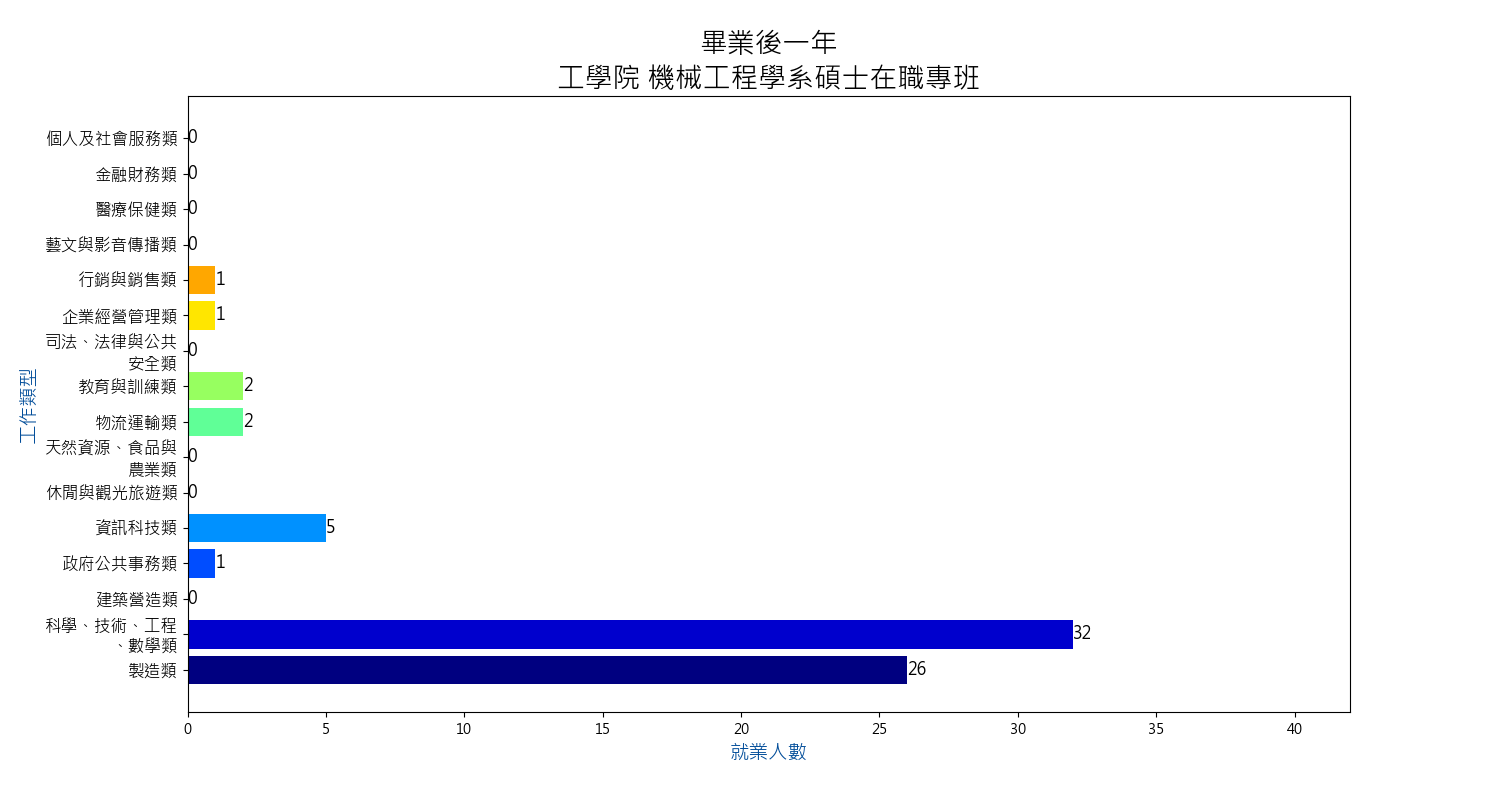 畢業後一年
工學院 機械工程學系碩士在職專班
個人及社會服務類 0
金融財務類 0
醫療保健類 0
藝文與影音傳播類 0
行銷與銷售類 1
企業經營管理類 1
司法、法律與公共
安全類 0
教育與訓練類 2
物流運輸類 2
天然資源、食品與
農業類 0
休閒與觀光旅遊類 0
資訊科技類 5
政府公共事務類 1
建築營造類 0
科學、技術、工程
、數學類 32
製造類 26
工作類型
0 5 10 15 20 25 30 35 40
就業人數